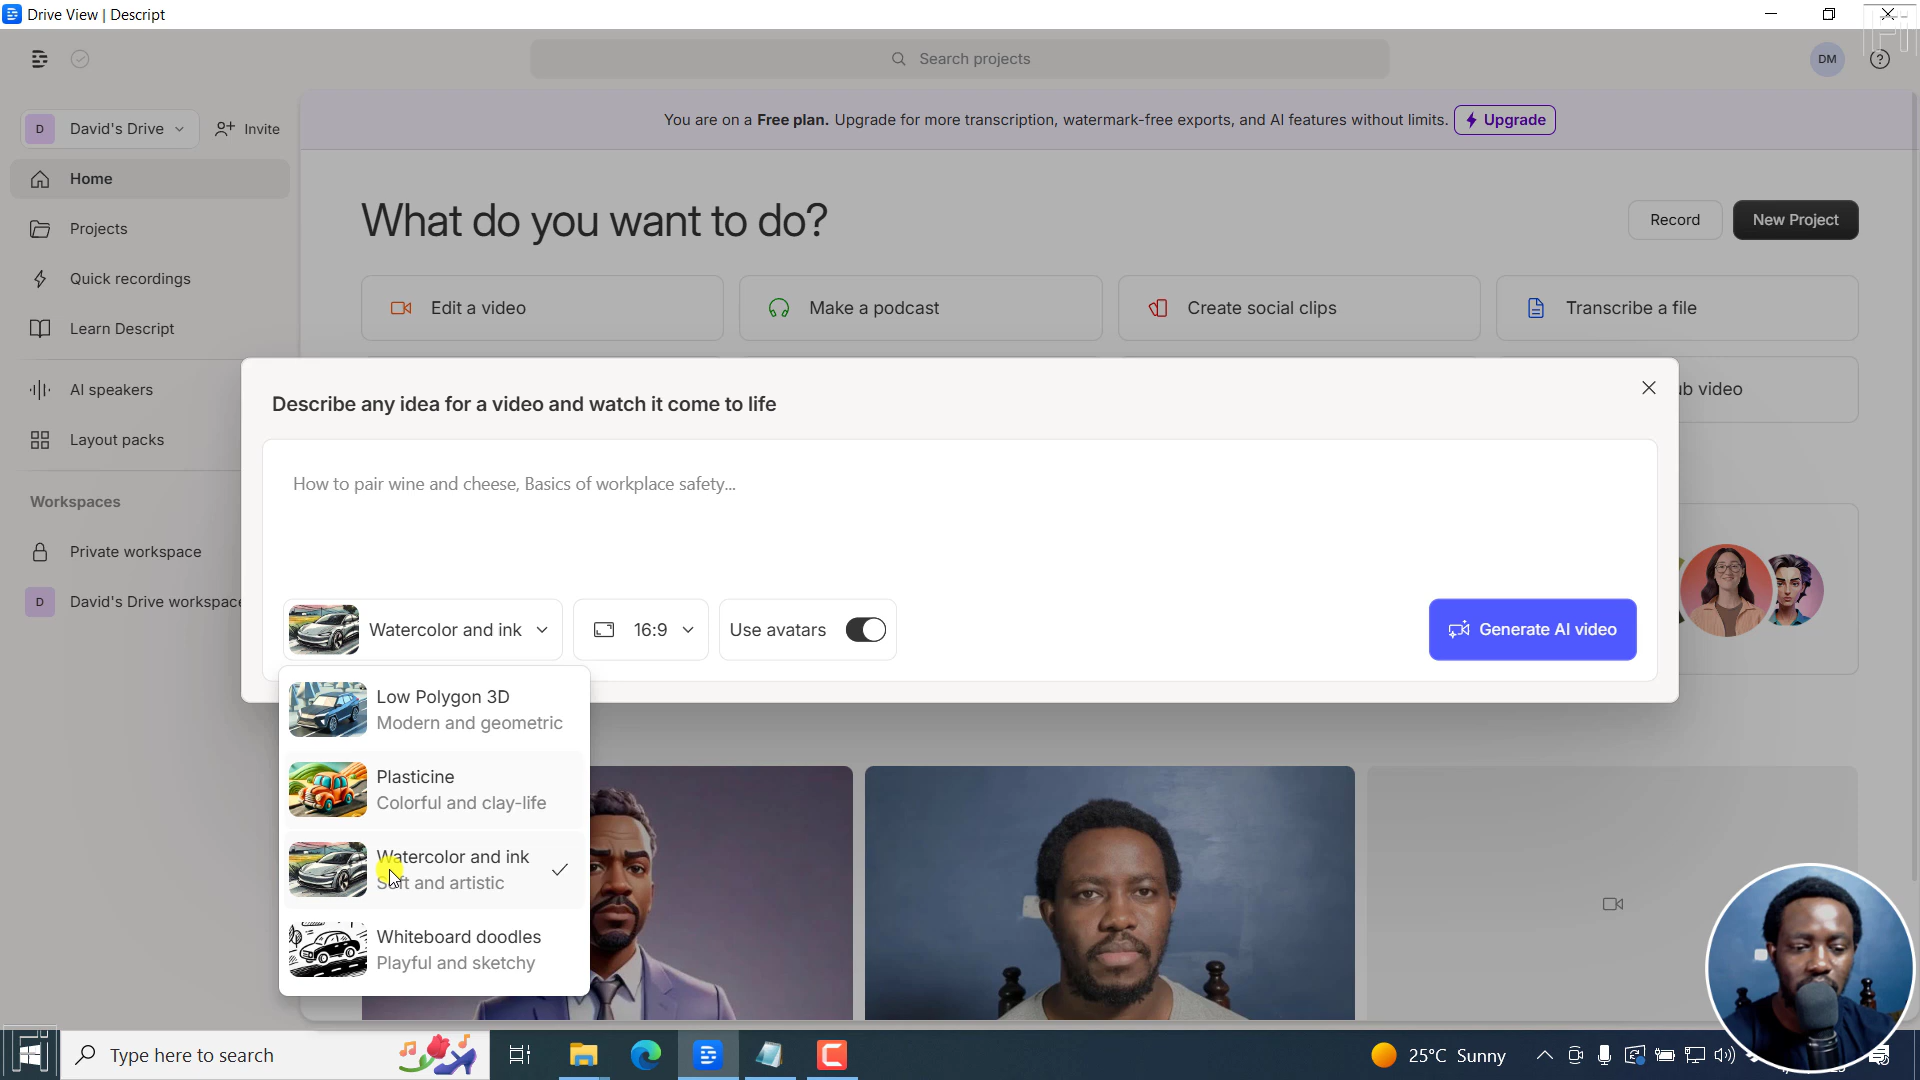 Drive View | Descript
Search projects
DM
D
David's Drive
Invite
You are on a Free plan. Upgrade for more transcription, watermark-free exports, and AI features without limits.
Upgrade
Home
Projects
Quick recordings
Learn Descript
AI speakers
Layout packs
Workspaces
Private workspace
D
David's Drive workspace
What do you want to do?
Record
New Project
Edit a video
Make a podcast
Create social clips
Transcribe a file
ub video
Describe any idea for a video and watch it come to life
How to pair wine and cheese, Basics of workplace safety...
Watercolor and ink
16:9
Use avatars
Generate AI video
Low Polygon 3D
Modern and geometric
Plasticine
Colorful and clay-life
Watercolor and ink
Soft and artistic
Whiteboard doodles
Playful and sketchy
Type here to search
25°C Sunny